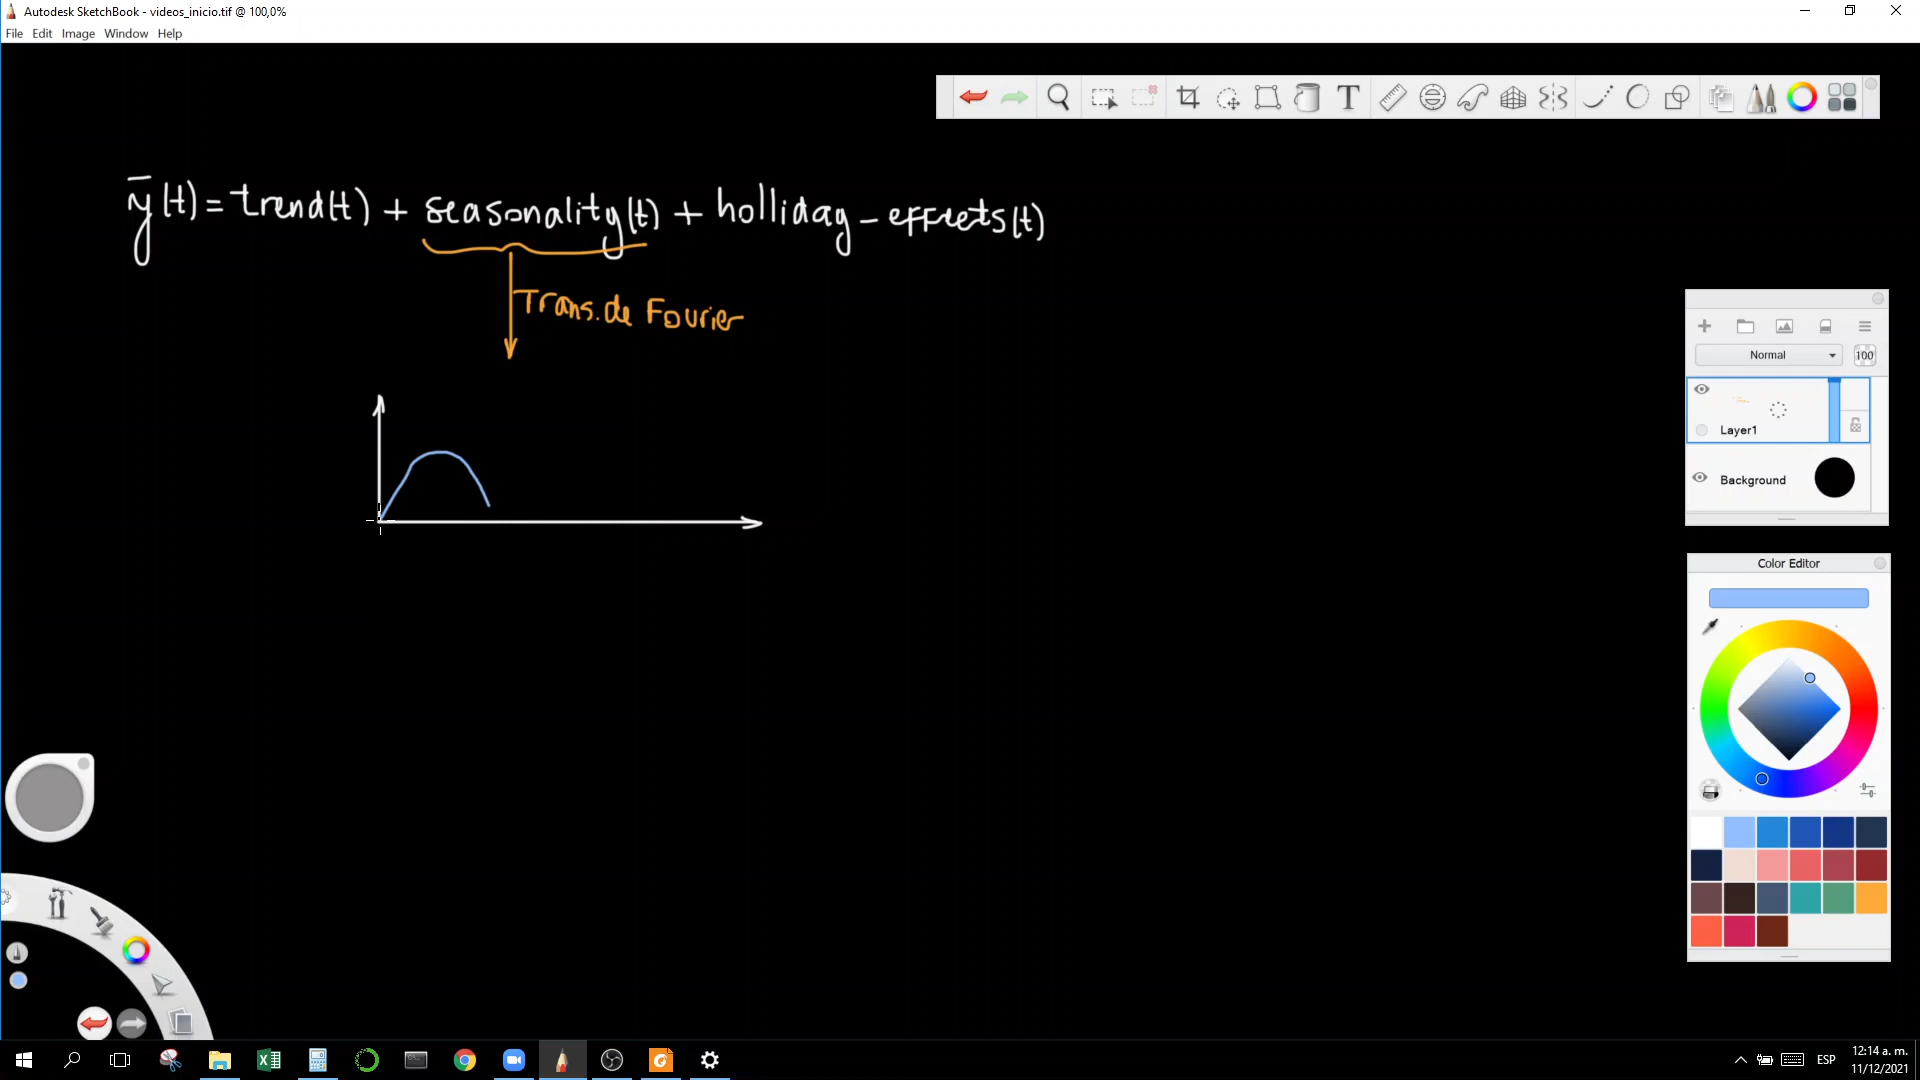 Autodesk SketchBook - videos_inicio.tif @ 100,0%
File Edit Image Window Help
T
y(t) = trend(t) + seasonality(t) + holliday - effects(t)
Trans. de Fourier
Normal 100
Layer1
Background
Color Editor
ESP
12:14 a. m.
11/12/2021